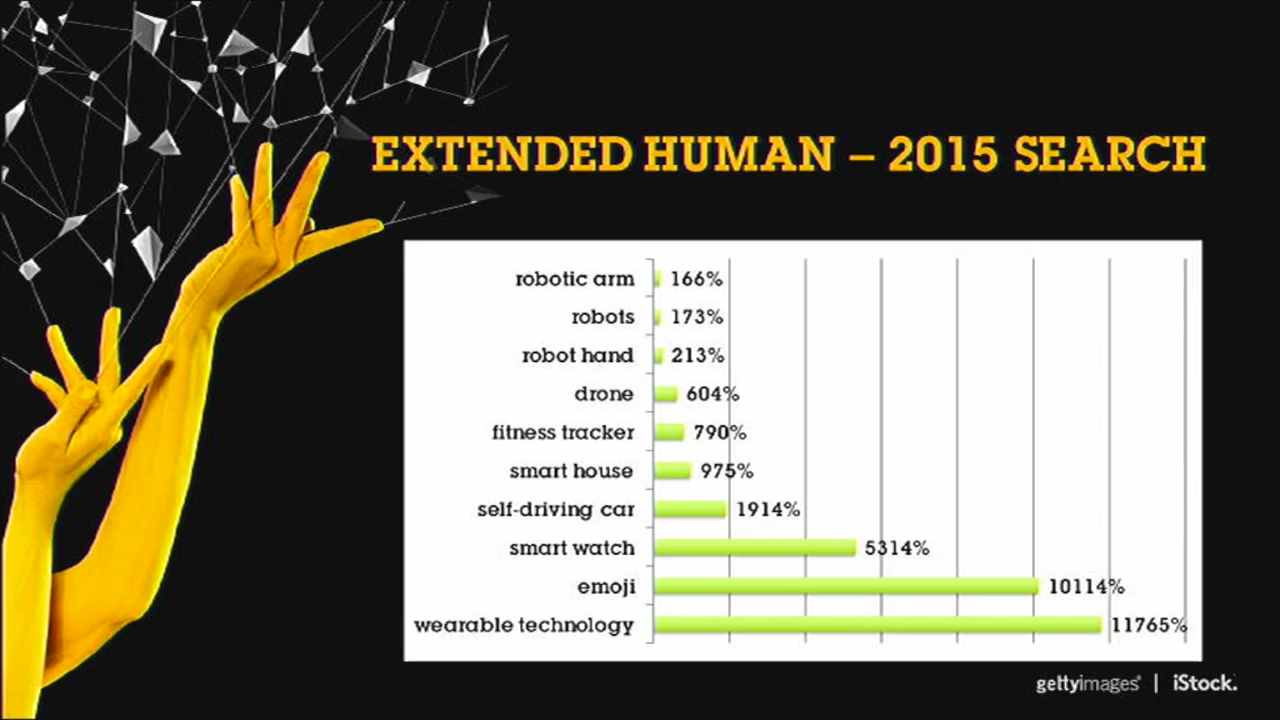 EXTENDED HUMAN – 2015 SEARCH
robotic arm 166%
robots 173%
robot hand 213%
drone 604%
fitness tracker 790%
smart house 975%
self-driving car 1914%
smart watch 5314%
emoji 10114%
wearable technology 11765%
gettyimages® | iStock.